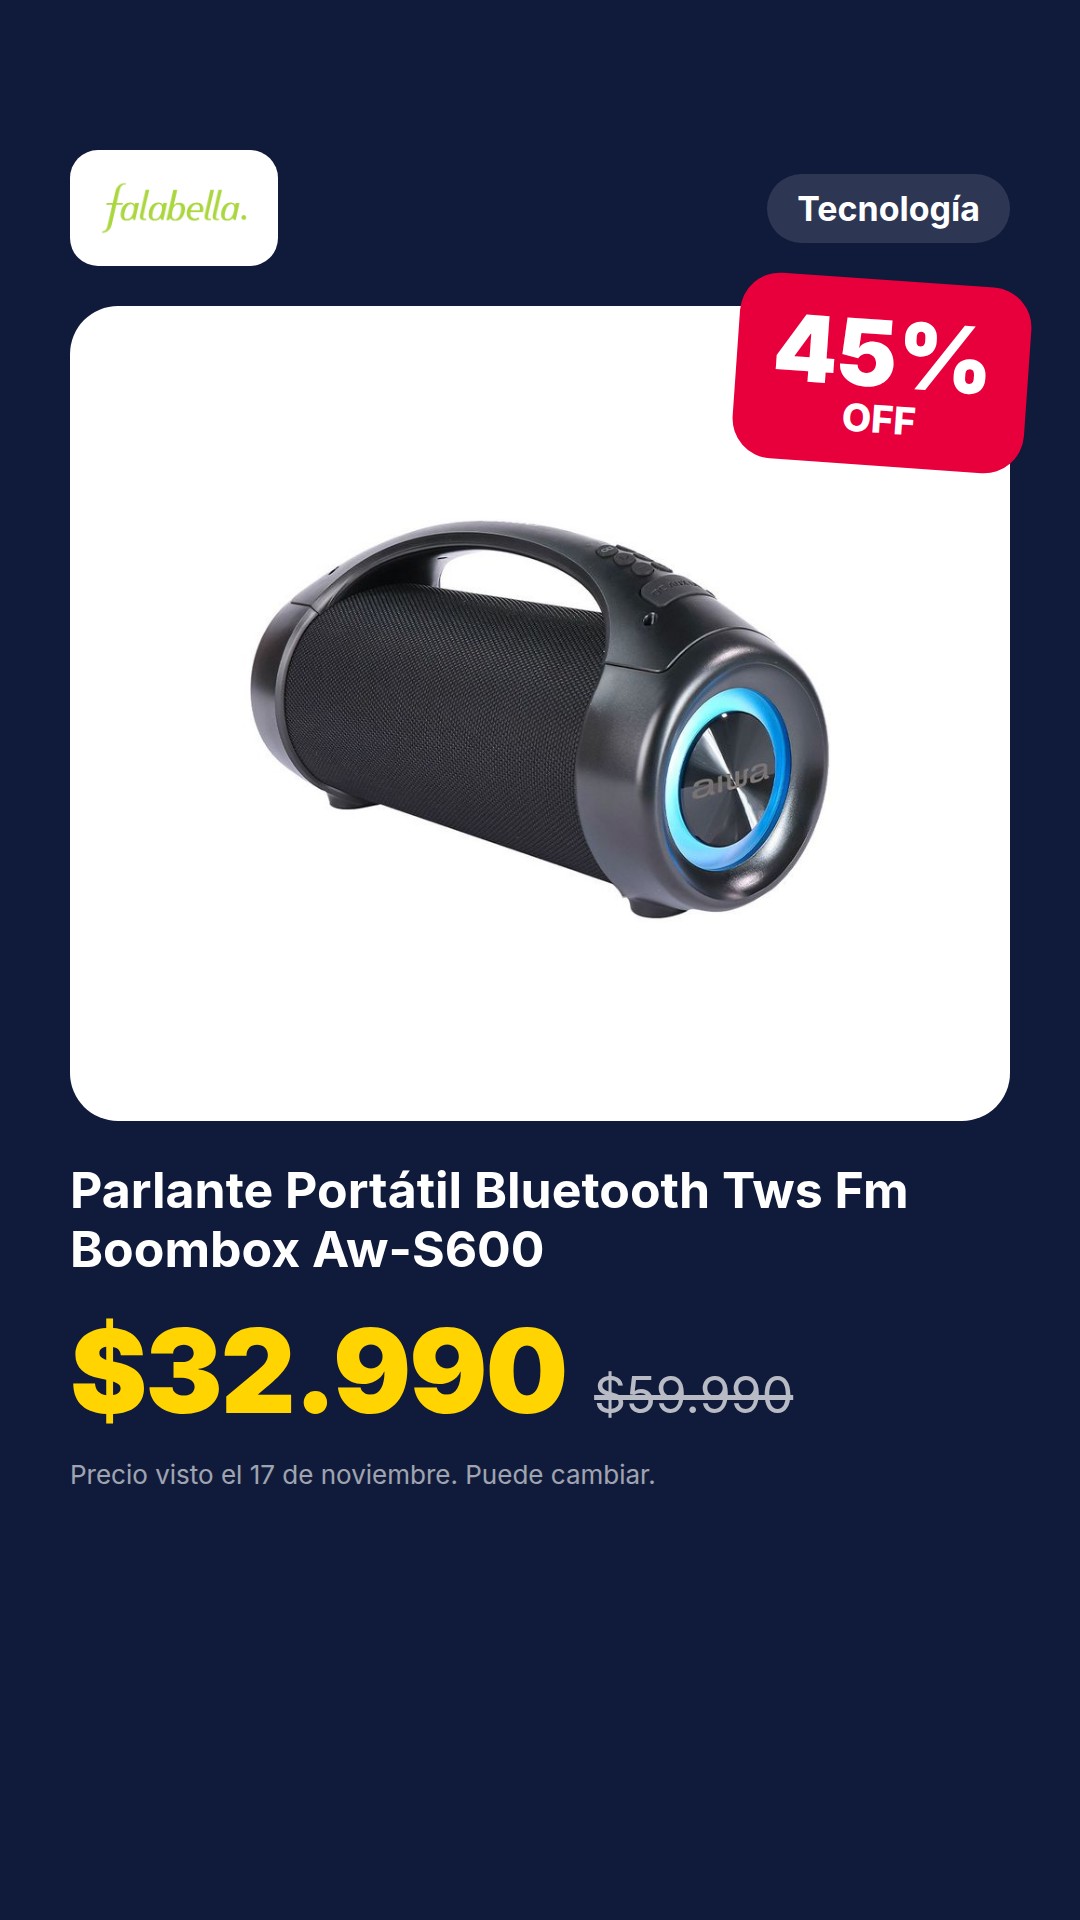 falabella.
Tecnología
45%
OFF
aiwa
Parlante Portátil Bluetooth Tws Fm
Boombox Aw-S600
$32.990 $59.990
Precio visto el 17 de noviembre. Puede cambiar.